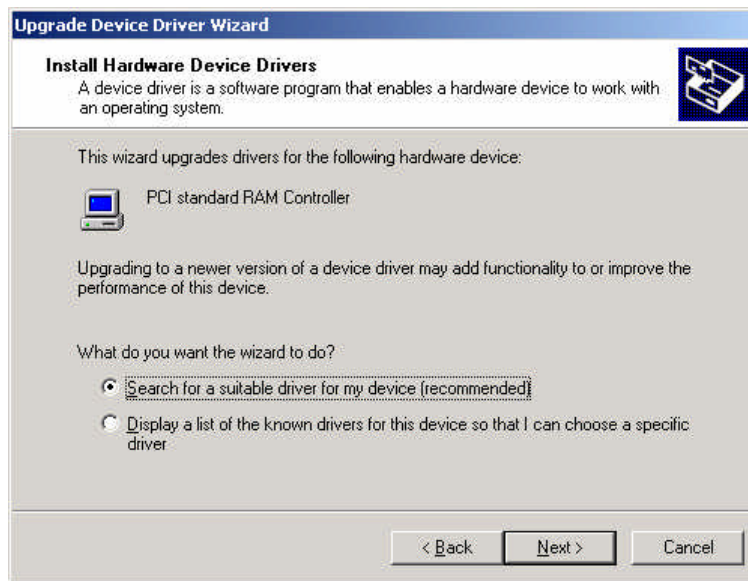 Upgrade Device Driver Wizard
Install Hardware Device Drivers
A device driver is a software program that enables a hardware device to work with
an operating system.
This wizard upgrades drivers for the following hardware device:
PCI standard RAM Controller
Upgrading to a newer version of a device driver may add functionality to or improve the
performance of this device.
What do you want the wizard to do?
Search for a suitable driver for my device (recommended)
Display a list of the known drivers for this device so that I can choose a specific
driver
< Back Next > Cancel